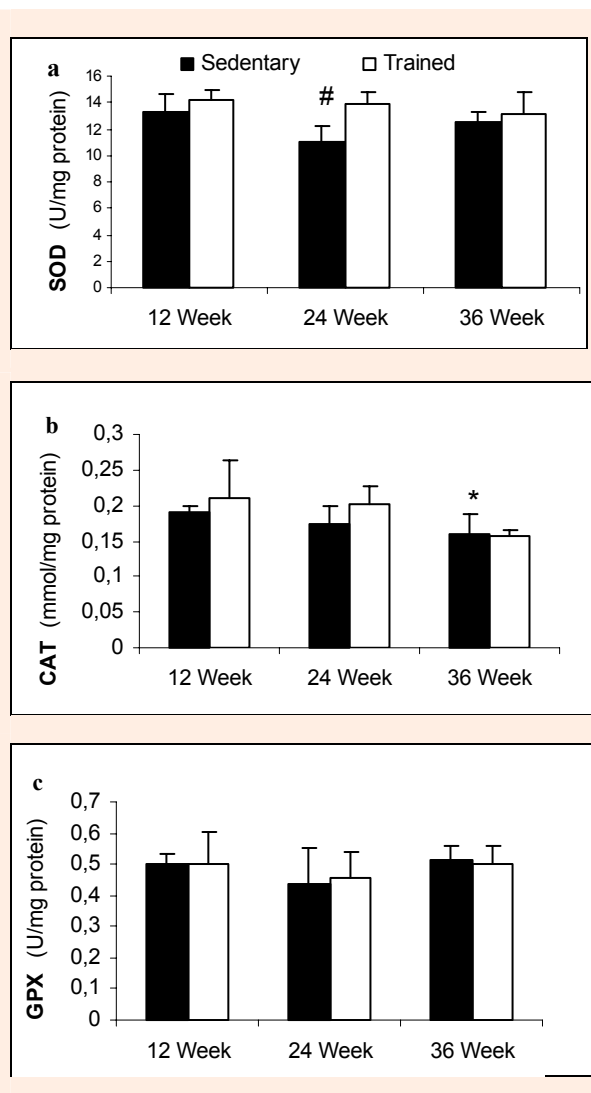 a
■ Sedentary □ Trained
SOD (U/mg protein)
16
14
12
10
8
6
4
2
0
#
12 Week 24 Week 36 Week
b
CAT (mmol/mg protein)
0,3
0,25
0,2
0,15
0,1
0,05
0
*
12 Week 24 Week 36 Week
c
GPX (U/mg protein)
0,7
0,6
0,5
0,4
0,3
0,2
0,1
0
12 Week 24 Week 36 Week